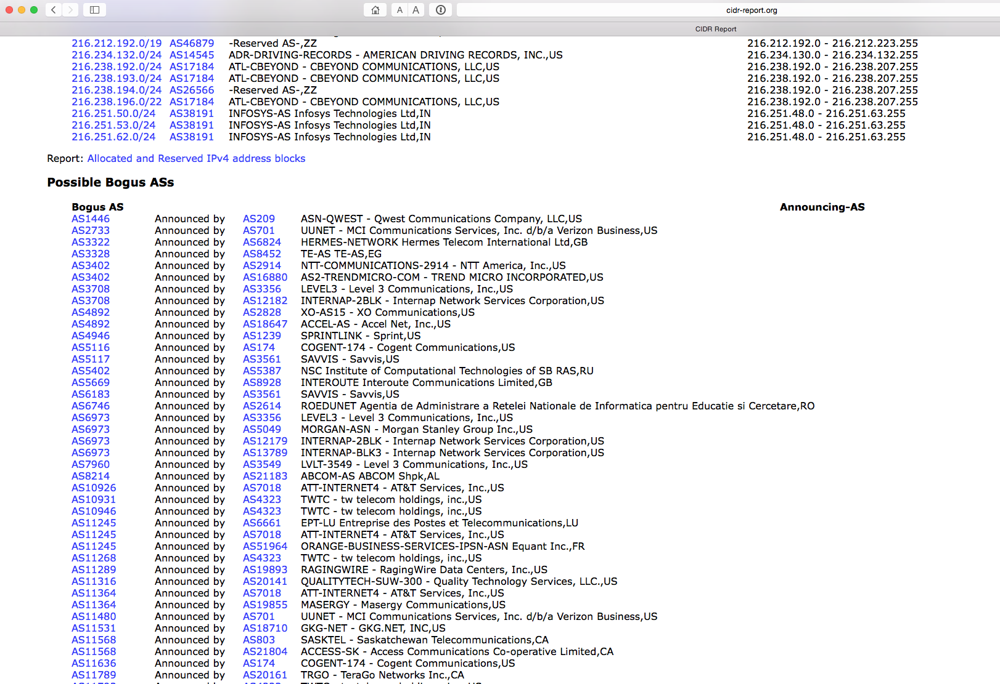 A A cidr-report.org
CIDR Report
216.212.192.0/19 AS46879 -Reserved AS-,ZZ 216.212.192.0 - 216.212.223.255
216.234.132.0/24 AS14545 ADR-DRIVING-RECORDS - AMERICAN DRIVING RECORDS, INC.,US 216.234.130.0 - 216.234.132.255
216.238.192.0/24 AS17184 ATL-CBEYOND - CBEYOND COMMUNICATIONS, LLC,US 216.238.192.0 - 216.238.207.255
216.238.193.0/24 AS17184 ATL-CBEYOND - CBEYOND COMMUNICATIONS, LLC,US 216.238.192.0 - 216.238.207.255
216.238.194.0/24 AS26566 -Reserved AS-,ZZ 216.238.192.0 - 216.238.207.255
216.238.196.0/22 AS17184 ATL-CBEYOND - CBEYOND COMMUNICATIONS, LLC,US 216.238.192.0 - 216.238.207.255
216.251.50.0/24 AS38191 INFOSYS-AS Infosys Technologies Ltd,IN 216.251.48.0 - 216.251.63.255
216.251.53.0/24 AS38191 INFOSYS-AS Infosys Technologies Ltd,IN 216.251.48.0 - 216.251.63.255
216.251.62.0/24 AS38191 INFOSYS-AS Infosys Technologies Ltd,IN 216.251.48.0 - 216.251.63.255
Report: Allocated and Reserved IPv4 address blocks
Possible Bogus ASs
Bogus AS Announcing-AS
AS1446 Announced by AS209 ASN-QWEST - Qwest Communications Company, LLC,US
AS2733 Announced by AS701 UUNET - MCI Communications Services, Inc. d/b/a Verizon Business,US
AS3322 Announced by AS6824 HERMES-NETWORK Hermes Telecom International Ltd,GB
AS3328 Announced by AS8452 TE-AS TE-AS,EG
AS3402 Announced by AS2914 NTT-COMMUNICATIONS-2914 - NTT America, Inc.,US
AS3402 Announced by AS16880 AS2-TRENDMICRO-COM - TREND MICRO INCORPORATED,US
AS3708 Announced by AS3356 LEVEL3 - Level 3 Communications, Inc.,US
AS3708 Announced by AS12182 INTERNAP-2BLK - Internap Network Services Corporation,US
AS4892 Announced by AS2828 XO-AS15 - XO Communications,US
AS4892 Announced by AS18647 ACCEL-AS - Accel Net, Inc.,US
AS4946 Announced by AS1239 SPRINTLINK - Sprint,US
AS5116 Announced by AS174 COGENT-174 - Cogent Communications,US
AS5117 Announced by AS3561 SAVVIS - Savvis,US
AS5402 Announced by AS5387 NSC Institute of Computational Technologies of SB RAS,RU
AS5669 Announced by AS8928 INTEROUTE Interoute Communications Limited,GB
AS6183 Announced by AS3561 SAVVIS - Savvis,US
AS6746 Announced by AS2614 ROEDUNET Agentia de Administrare a Retelei Nationale de Informatica pentru Educatie si Cercetare,RO
AS6973 Announced by AS3356 LEVEL3 - Level 3 Communications, Inc.,US
AS6973 Announced by AS5049 MORGAN-ASN - Morgan Stanley Group Inc.,US
AS6973 Announced by AS12179 INTERNAP-2BLK - Internap Network Services Corporation,US
AS6973 Announced by AS13789 INTERNAP-BLK3 - Internap Network Services Corporation,US
AS7960 Announced by AS3549 LVLT-3549 - Level 3 Communications, Inc.,US
AS8214 Announced by AS21183 ABCOM-AS ABCOM Shpk,AL
AS10926 Announced by AS7018 ATT-INTERNET4 - AT&T Services, Inc.,US
AS10931 Announced by AS4323 TWTC - tw telecom holdings, inc.,US
AS10946 Announced by AS4323 TWTC - tw telecom holdings, inc.,US
AS11245 Announced by AS6661 EPT-LU Entreprise des Postes et Telecommunications,LU
AS11245 Announced by AS7018 ATT-INTERNET4 - AT&T Services, Inc.,US
AS11245 Announced by AS51964 ORANGE-BUSINESS-SERVICES-IPSN-ASN Equant Inc.,FR
AS11268 Announced by AS4323 TWTC - tw telecom holdings, inc.,US
AS11289 Announced by AS19893 RAGINGWIRE - RagingWire Data Centers, Inc.,US
AS11316 Announced by AS20141 QUALITYTECH-SUW-300 - Quality Technology Services, LLC.,US
AS11364 Announced by AS7018 ATT-INTERNET4 - AT&T Services, Inc.,US
AS11364 Announced by AS19855 MASERGY - Masergy Communications,US
AS11480 Announced by AS701 UUNET - MCI Communications Services, Inc. d/b/a Verizon Business,US
AS11531 Announced by AS18710 GKG-NET - GKG.NET, INC,US
AS11568 Announced by AS803 SASKTEL - Saskatchewan Telecommunications,CA
AS11568 Announced by AS21804 ACCESS-SK - Access Communications Co-operative Limited,CA
AS11636 Announced by AS174 COGENT-174 - Cogent Communications,US
AS11789 Announced by AS20161 TRGO - TeraGo Networks Inc.,CA